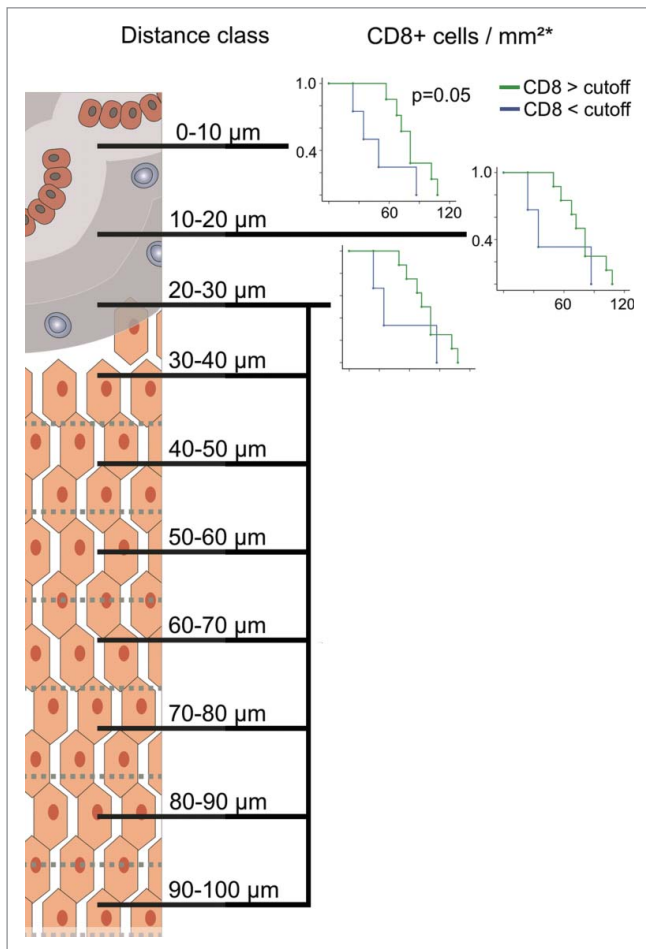 Distance class
CD8+ cells / mm²*
1.0
0.4
60
120
p=0.05
CD8 > cutoff
CD8 < cutoff
0-10 µm
1.0
0.4
60
120
10-20 µm
20-30 µm
30-40 µm
40-50 µm
50-60 µm
60-70 µm
70-80 µm
80-90 µm
90-100 µm